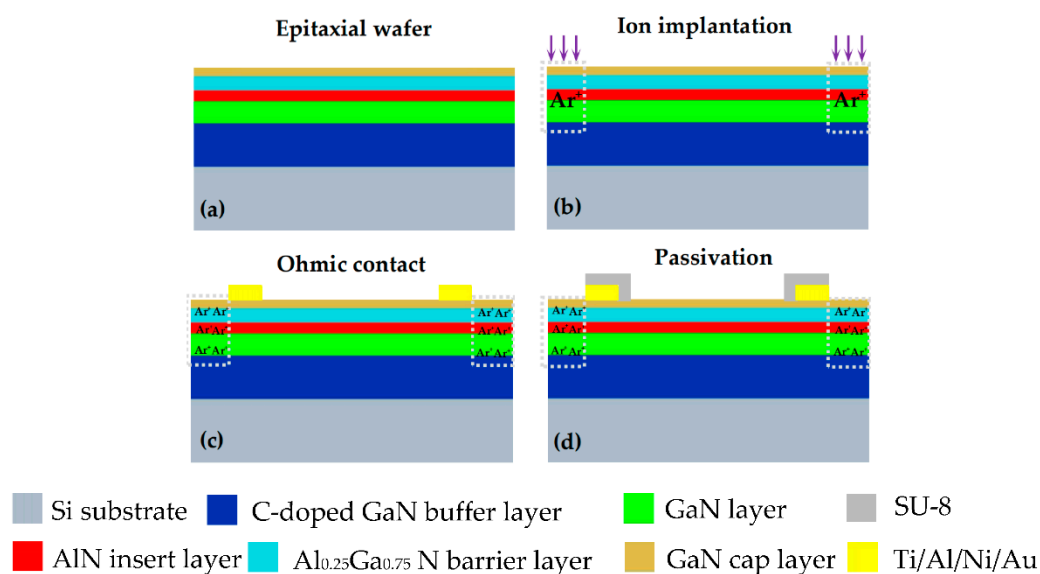 Epitaxial wafer
Ion implantation
Ar⁺
Ar⁺
(a)
(b)
Ohmic contact
Passivation
Ar⁺Ar⁺
Ar⁺Ar⁺
Ar⁺Ar⁺
Ar⁺Ar⁺
Ar⁺Ar⁺
Ar⁺Ar⁺
(c)
Ar⁺Ar⁺
Ar⁺Ar⁺
Ar⁺Ar⁺
Ar⁺Ar⁺
Ar⁺Ar⁺
Ar⁺Ar⁺
(d)
Si substrate
C-doped GaN buffer layer
GaN layer
SU-8
AlN insert layer
Al₀.₂₅Ga₀.₇₅ N barrier layer
GaN cap layer
Ti/Al/Ni/Au